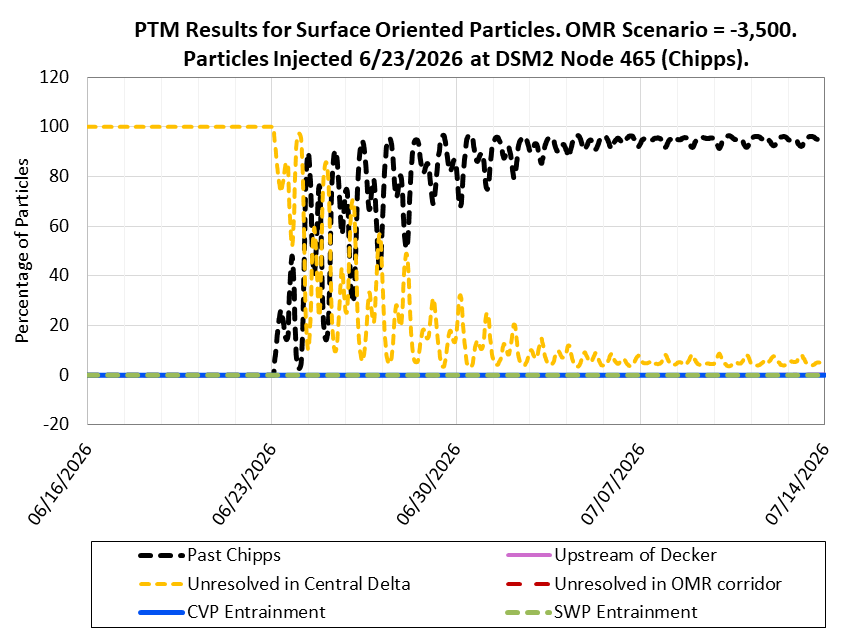 PTM Results for Surface Oriented Particles. OMR Scenario = -3,500.
Particles Injected 6/23/2026 at DSM2 Node 465 (Chipps).
120
100
80
60
40
20
0
-20
Percentage of Particles
06/16/2026
06/23/2026
06/30/2026
07/07/2026
07/14/2026
Past Chipps
Upstream of Decker
Unresolved in Central Delta
Unresolved in OMR corridor
CVP Entrainment
SWP Entrainment